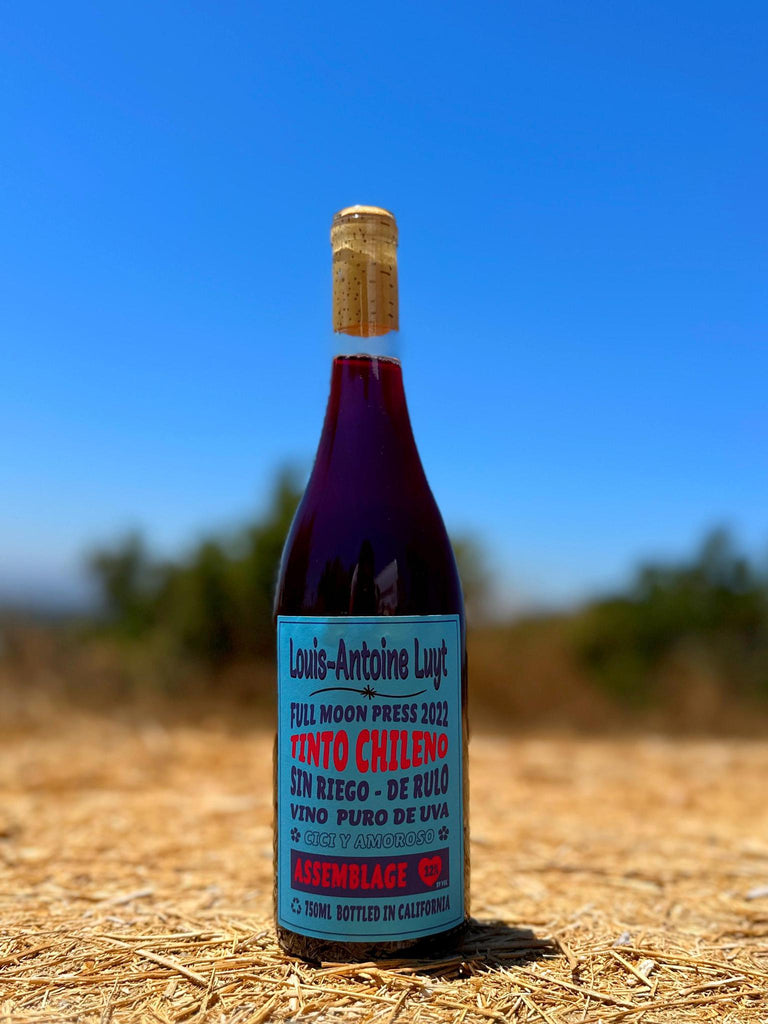 Louis-Antoine Luyt
FULL MOON PRESS 2022
TINTO CHILENO
SIN RIEGO - DE RULO
VINO PURO DE UVA
CICI Y AMOROSO
ASSEMBLAGE
750ML BOTTLED IN CALIFORNIA